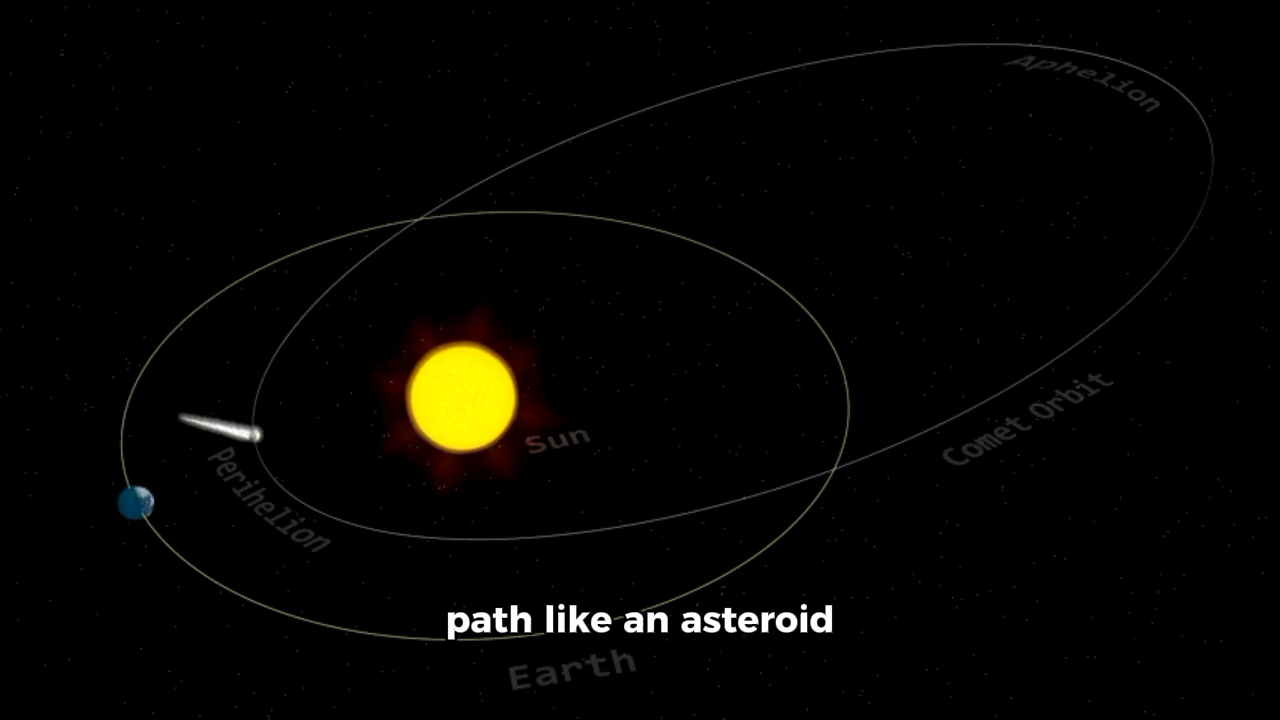 Aphelion
Comet Orbit
Sun
Perihelion
path like an asteroid
Earth